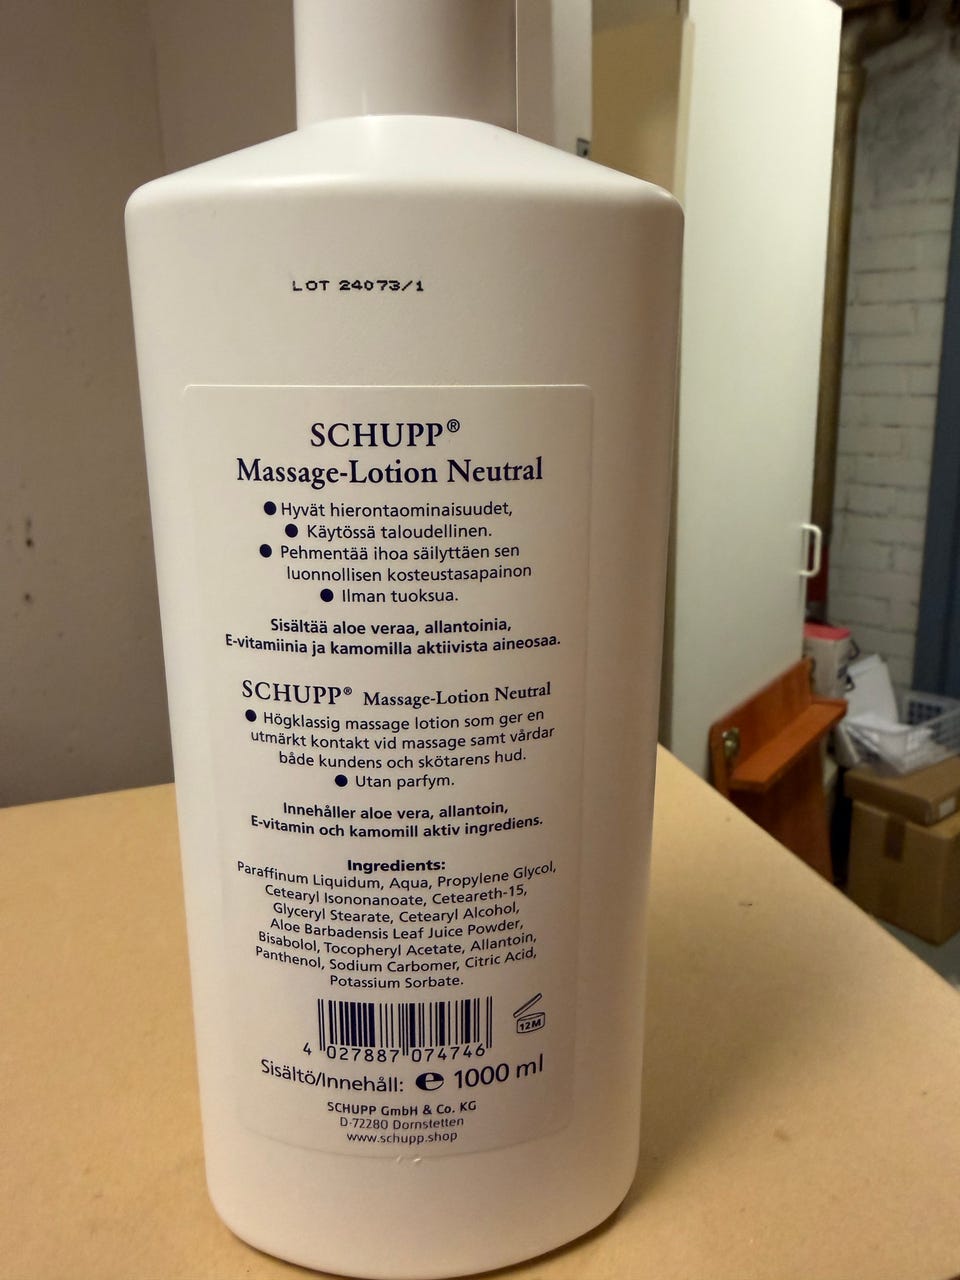 LOT 24073/1
SCHUPP®
Massage-Lotion Neutral
● Hyvät hierontaominaisuudet,
● Käytössä taloudellinen.
● Pehmentää ihoa säilyttäen sen
luonnollisen kosteustasapainon
● Ilman tuoksua.
Sisältää aloe veraa, allantoinia,
E-vitamiinia ja kamomilla aktiivista aineosaa.
SCHUPP® Massage-Lotion Neutral
● Högklassig massage lotion som ger en
utmärkt kontakt vid massage samt vårdar
både kundens och skötarens hud.
● Utan parfym.
Innehåller aloe vera, allantoin,
E-vitamin och kamomill aktiv ingrediens.
Ingredients:
Paraffinum Liquidum, Aqua, Propylene Glycol,
Cetearyl Isononanoate, Ceteareth-15,
Glyceryl Stearate, Cetearyl Alcohol,
Aloe Barbadensis Leaf Juice Powder,
Bisabolol, Tocopheryl Acetate, Allantoin,
Panthenol, Sodium Carbomer, Citric Acid,
Potassium Sorbate.
12M
4 027887 074746
Sisältö/Innehåll: ℮ 1000 ml
SCHUPP GmbH & Co. KG
D-72280 Dornstetten
www.schupp.shop